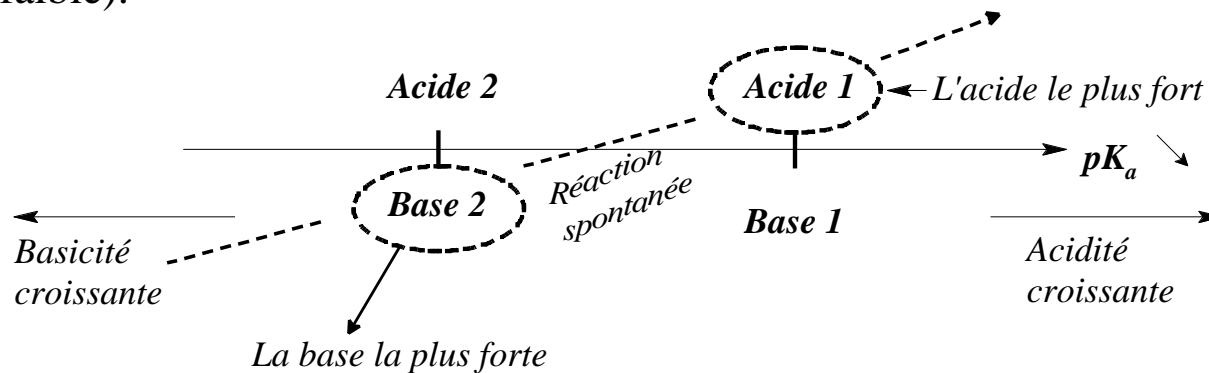 faible).
Acide 2
Acide 1
L'acide le plus fort
pKa
Réaction
spontanée
Base 2
Base 1
Basicité
croissante
Acidité
croissante
La base la plus forte